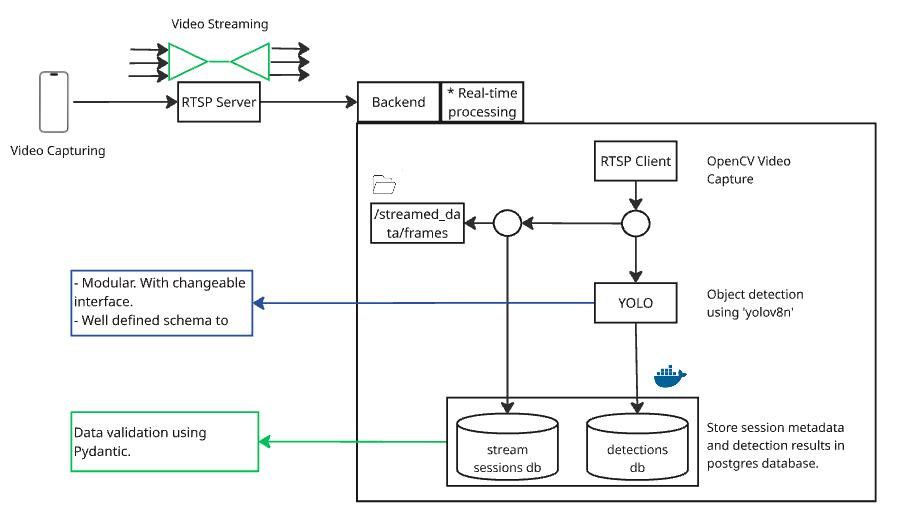 Video Streaming
RTSP Server
Backend
* Real-time
processing
Video Capturing
RTSP Client
OpenCV Video
Capture
/streamed_da
ta/frames
- Modular. With changeable
interface.
- Well defined schema to
YOLO
Object detection
using 'yolov8n'
Data validation using
Pydantic.
stream
sessions db
detections
db
Store session metadata
and detection results in
postgres database.